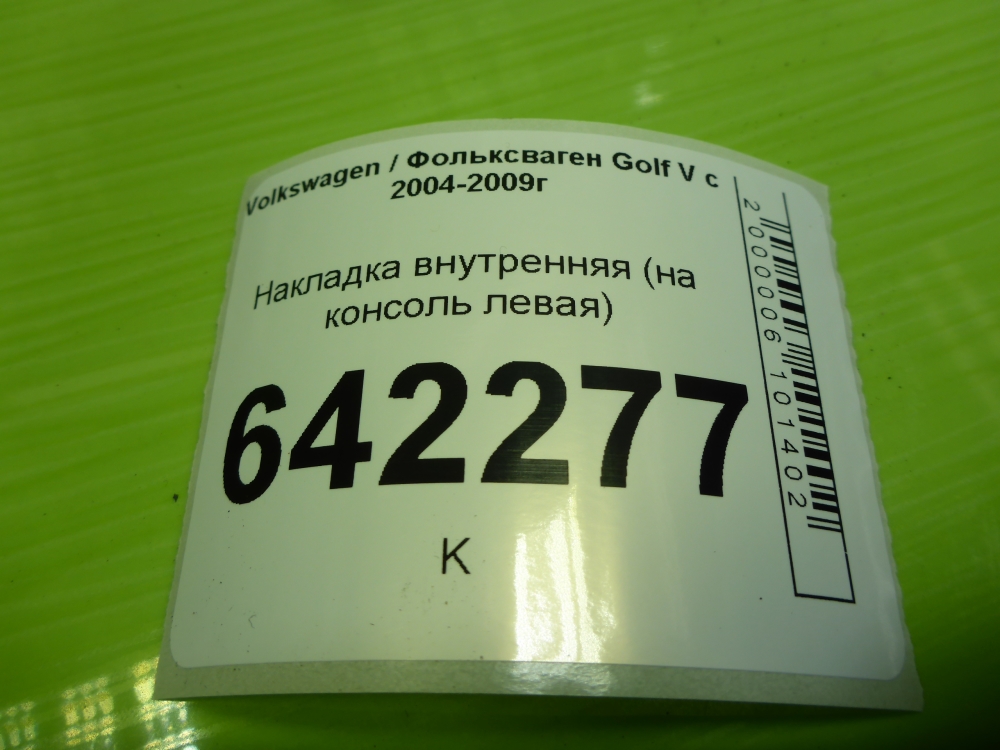 Volkswagen / Фольксваген Golf V с
2004-2009г
Накладка внутренняя (на
консоль левая)
642277
К
2000006101402